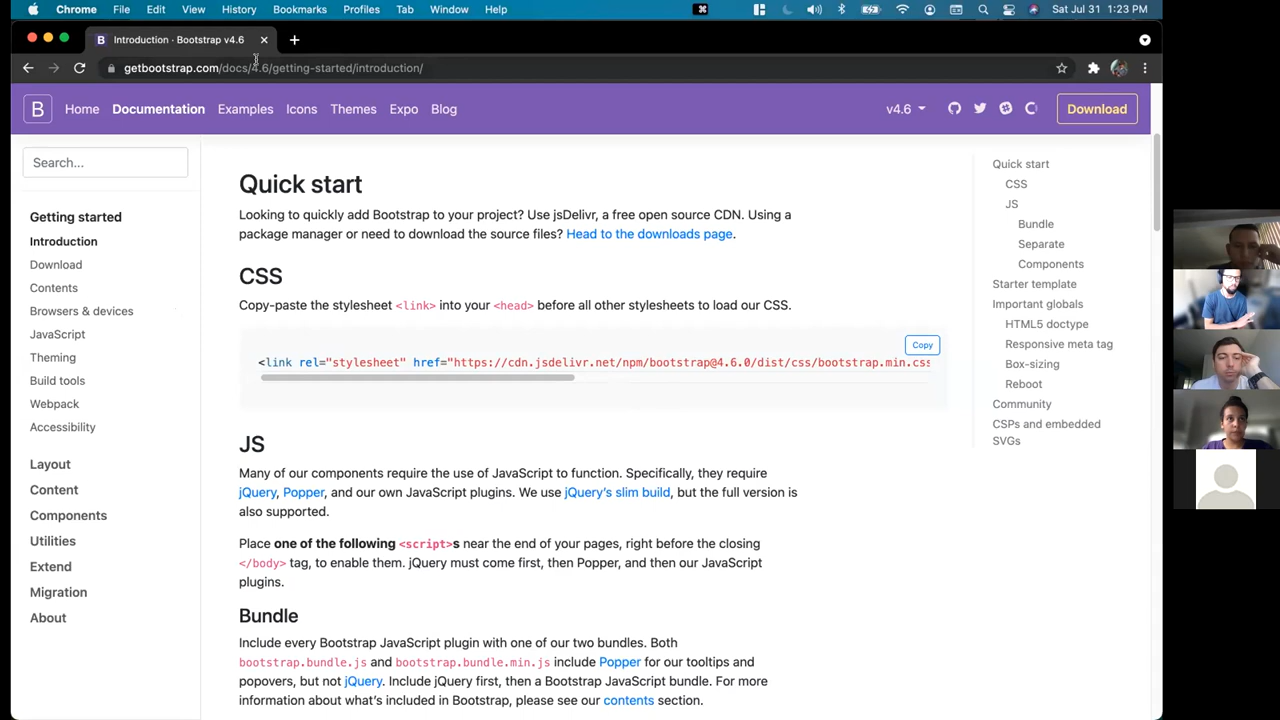 Chrome File Edit View History Bookmarks Profiles Tab Window Help Sat Jul 31 1:23 PM
Introduction · Bootstrap v4.6
getbootstrap.com/docs/4.6/getting-started/introduction/
B Home Documentation Examples Icons Themes Expo Blog v4.6 Download
Search...
Getting started
Introduction
Download
Contents
Browsers & devices
JavaScript
Theming
Build tools
Webpack
Accessibility
Layout
Content
Components
Utilities
Extend
Migration
About
Quick start
Looking to quickly add Bootstrap to your project? Use jsDelivr, a free open source CDN. Using a
package manager or need to download the source files? Head to the downloads page.
CSS
Copy-paste the stylesheet <link> into your <head> before all other stylesheets to load our CSS.
Copy
<link rel="stylesheet" href="https://cdn.jsdelivr.net/npm/bootstrap@4.6.0/dist/css/bootstrap.min.css
JS
Many of our components require the use of JavaScript to function. Specifically, they require
jQuery, Popper, and our own JavaScript plugins. We use jQuery's slim build, but the full version is
also supported.
Place one of the following <script>s near the end of your pages, right before the closing
</body> tag, to enable them. jQuery must come first, then Popper, and then our JavaScript
plugins.
Bundle
Include every Bootstrap JavaScript plugin with one of our two bundles. Both
bootstrap.bundle.js and bootstrap.bundle.min.js include Popper for our tooltips and
popovers, but not jQuery. Include jQuery first, then a Bootstrap JavaScript bundle. For more
information about what's included in Bootstrap, please see our contents section.
Quick start
CSS
JS
Bundle
Separate
Components
Starter template
Important globals
HTML5 doctype
Responsive meta tag
Box-sizing
Reboot
Community
CSPs and embedded
SVGs